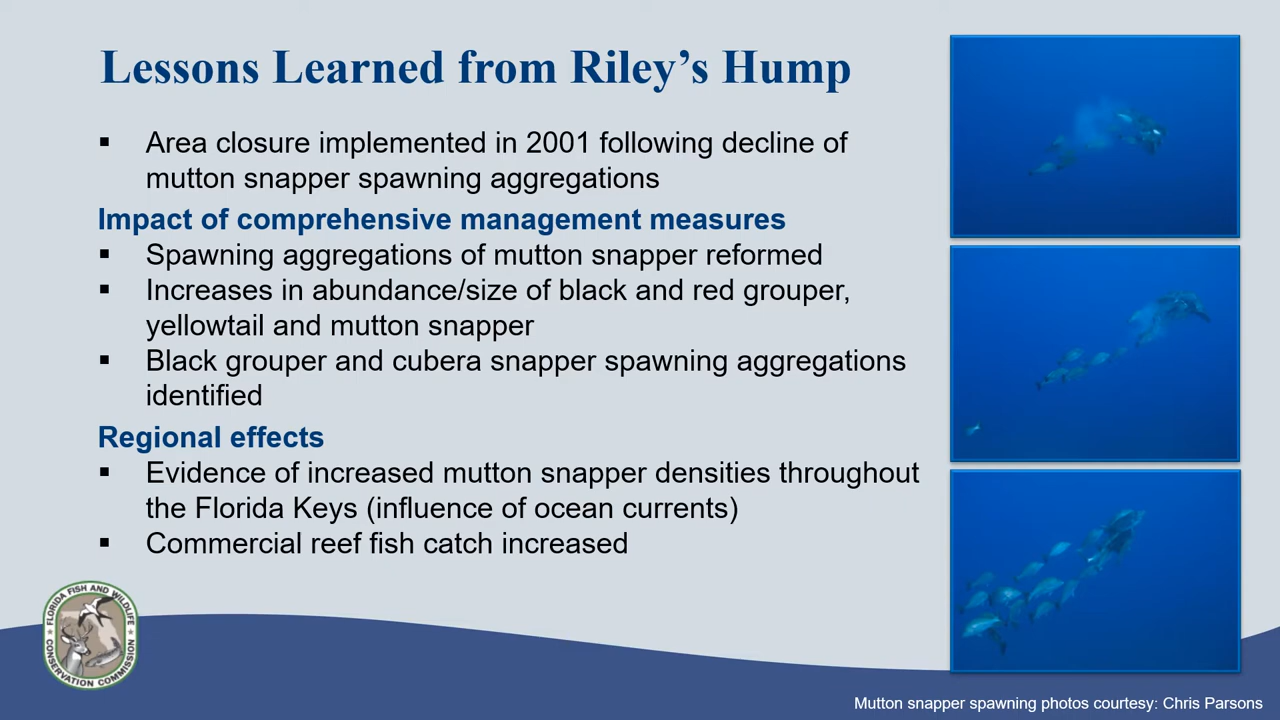 Lessons Learned from Riley's Hump
▪ Area closure implemented in 2001 following decline of
mutton snapper spawning aggregations
Impact of comprehensive management measures
▪ Spawning aggregations of mutton snapper reformed
▪ Increases in abundance/size of black and red grouper,
yellowtail and mutton snapper
▪ Black grouper and cubera snapper spawning aggregations
identified
Regional effects
▪ Evidence of increased mutton snapper densities throughout
the Florida Keys (influence of ocean currents)
▪ Commercial reef fish catch increased
FLORIDA FISH AND WILDLIFE
CONSERVATION COMMISSION
Mutton snapper spawning photos courtesy: Chris Parsons